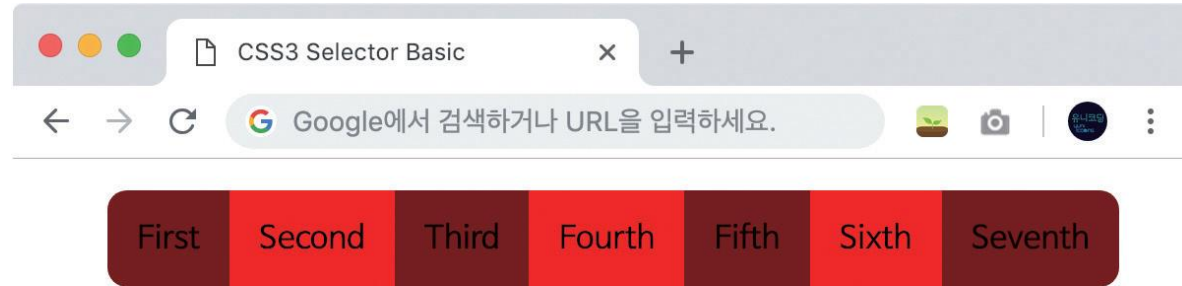 CSS3 Selector Basic
Google에서 검색하거나 URL을 입력하세요.
First Second Third Fourth Fifth Sixth Seventh